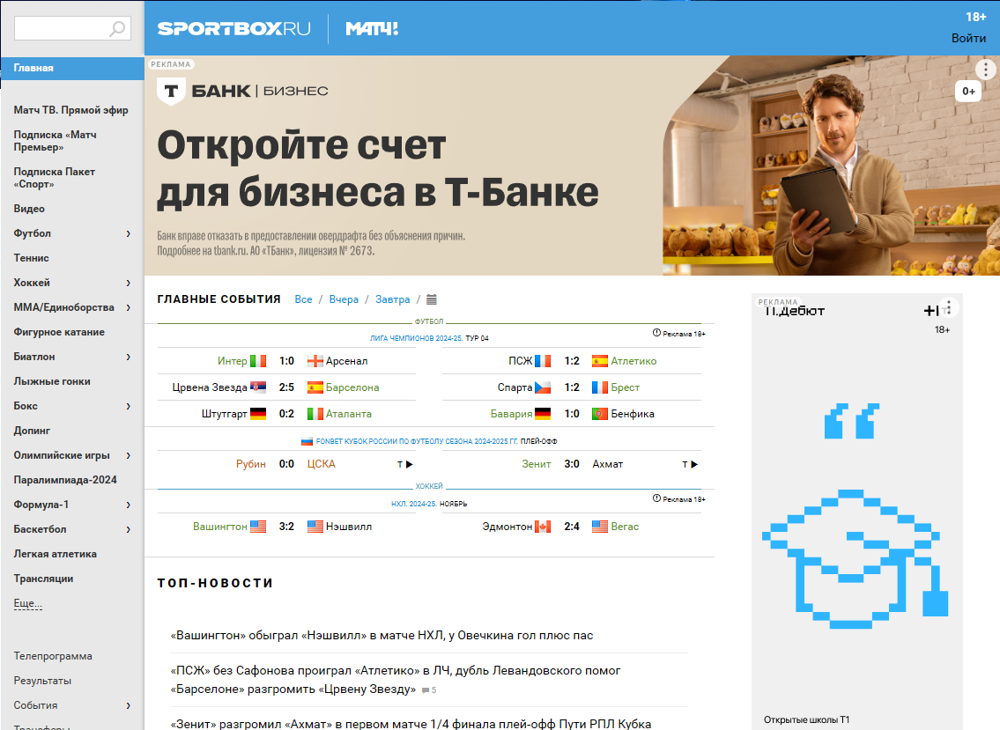 SPORTBOX.RU МАТЧ!
18+
Войти
Главная
Матч ТВ. Прямой эфир
Подписка «Матч
Премьер»
Подписка Пакет
«Спорт»
Видео
Футбол
Теннис
Хоккей
ММА/Единоборства
Фигурное катание
Биатлон
Лыжные гонки
Бокс
Допинг
Олимпийские игры
Паралимпиада-2024
Формула-1
Баскетбол
Легкая атлетика
Трансляции
Еще...
Телепрограмма
Результаты
События
Трансферы
РЕКЛАМА
0+
Т БАНК | БИЗНЕС
Откройте счет
для бизнеса в Т-Банке
Банк вправе отказать в предоставлении овердрафта без объяснения причин.
Подробнее на tbank.ru. АО «ТБанк», лицензия № 2673.
ГЛАВНЫЕ СОБЫТИЯ Все / Вчера / Завтра /
ФУТБОЛ
ЛИГА ЧЕМПИОНОВ 2024-25. ТУР 04
Реклама 18+
Интер 1:0 Арсенал
ПСЖ 1:2 Атлетико
Црвена Звезда 2:5 Барселона
Спарта 1:2 Брест
Штутгарт 0:2 Аталанта
Бавария 1:0 Бенфика
FONBET КУБОК РОССИИ ПО ФУТБОЛУ СЕЗОНА 2024-2025 ГГ. ПЛЕЙ-ОФФ
Рубин 0:0 ЦСКА Т
Зенит 3:0 Ахмат Т
ХОККЕЙ
НХЛ. 2024-25. НОЯБРЬ
Реклама 18+
Вашингтон 3:2 Нэшвилл
Эдмонтон 2:4 Вегас
ТОП-НОВОСТИ
«Вашингтон» обыграл «Нэшвилл» в матче НХЛ, у Овечкина гол плюс пас
«ПСЖ» без Сафонова проиграл «Атлетико» в ЛЧ, дубль Левандовского помог
«Барселоне» разгромить «Црвену Звезду» 5
«Зенит» разгромил «Ахмат» в первом матче 1/4 финала плей-офф Пути РПЛ Кубка
РЕКЛАМА
18+
Открытые школы Т1